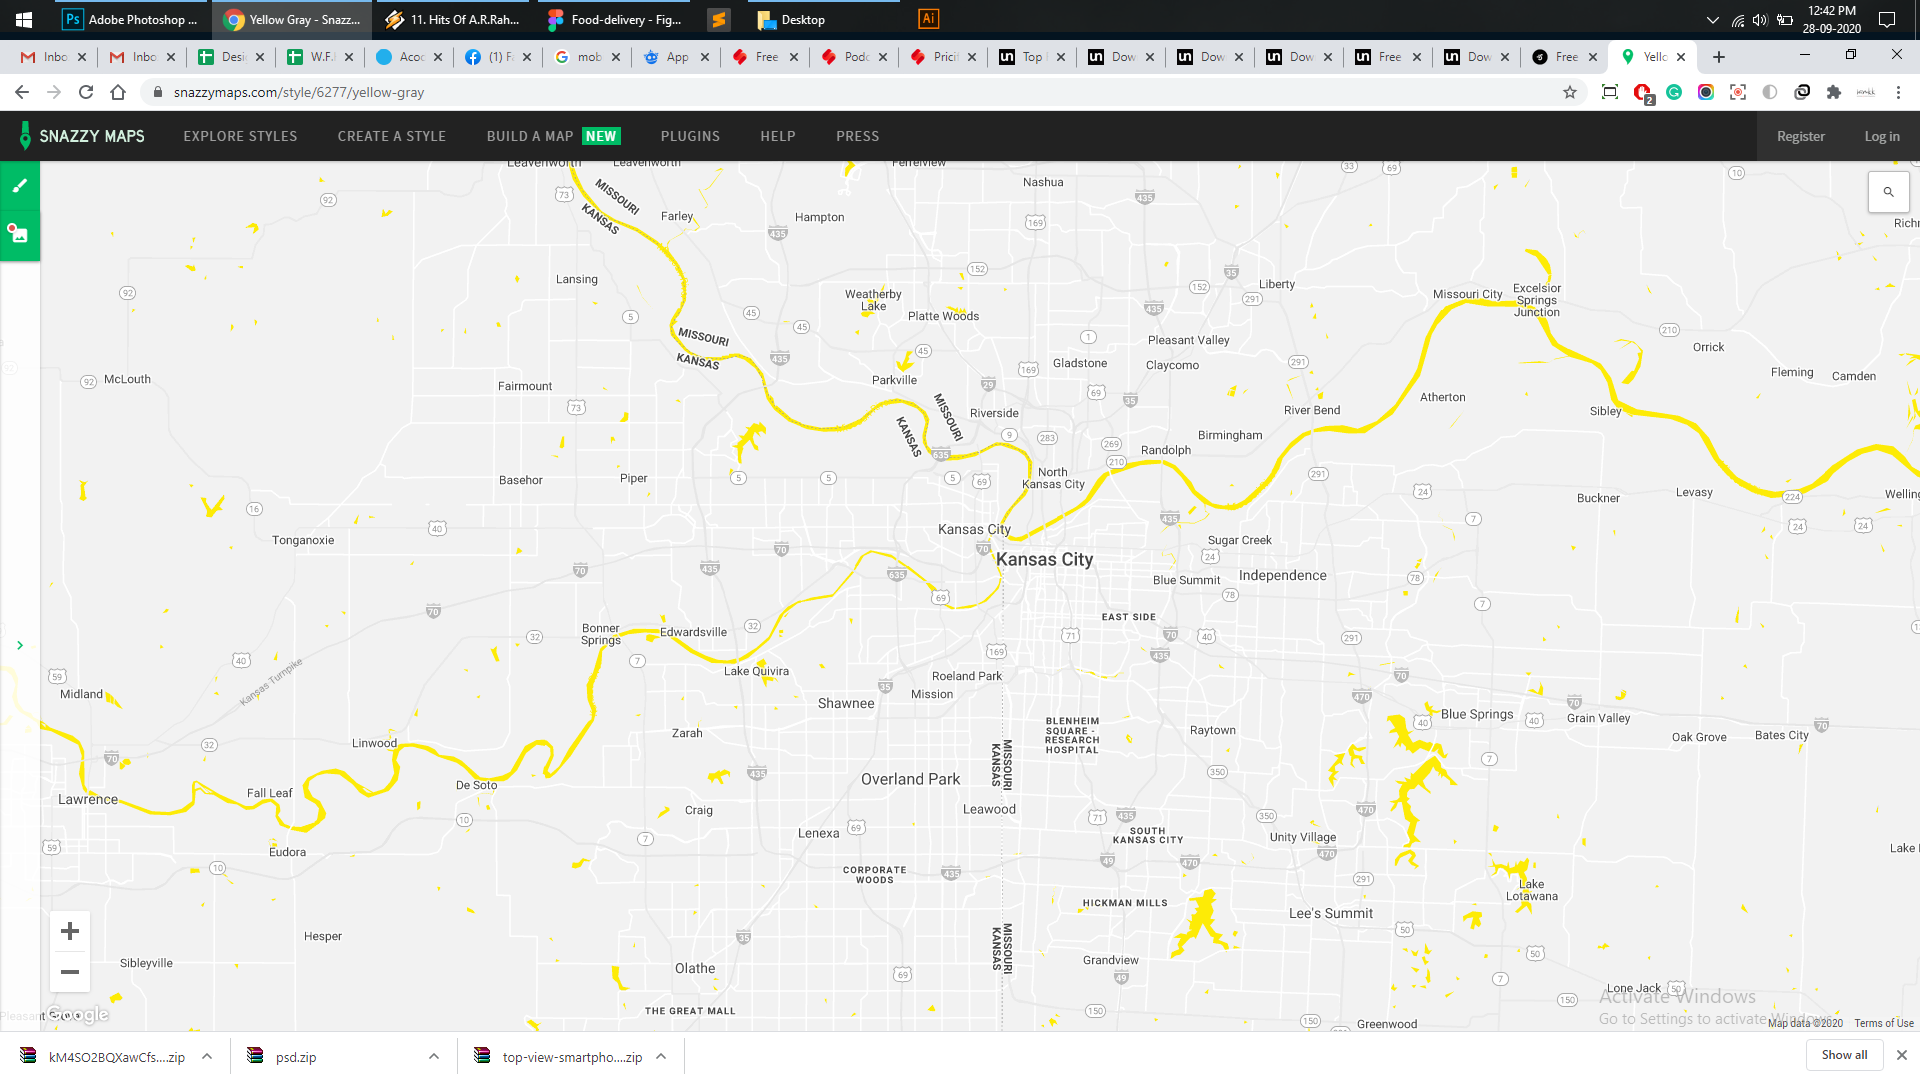 Adobe Photoshop ...
Yellow Gray - Snazz...
11. Hits Of A.R.Rah...
Food-delivery - Fig...
Desktop
12:42 PM
28-09-2020
Inbo
Inbo
Desi
W.F.
Acoc
(1) Fa
mob
App
Free
Podc
Prici
Top
Dow
Dow
Dow
Free
Dow
Free
Yello
snazzymaps.com/style/6277/yellow-gray
SNAZZY MAPS
EXPLORE STYLES
CREATE A STYLE
BUILD A MAP NEW
PLUGINS
HELP
PRESS
Register
Log in
Leavenworth
Leavenworth
Ferrelview
Nashua
MISSOURI
KANSAS
Farley
Hampton
Richm
Lansing
Weatherby
Lake
Platte Woods
Liberty
Missouri City
Excelsior
Springs
Junction
MISSOURI
KANSAS
Pleasant Valley
Gladstone
Claycomo
Orrick
McLouth
Fairmount
Parkville
Fleming
Camden
MISSOURI
KANSAS
Riverside
River Bend
Atherton
Sibley
Birmingham
Randolph
Basehor
Piper
North
Kansas City
Buckner
Levasy
Welling
Tonganoxie
Kansas City
Kansas City
Sugar Creek
Blue Summit
Independence
EAST SIDE
Bonner
Springs
Edwardsville
Kansas Turnpike
Lake Quivira
Roeland Park
Mission
Midland
Shawnee
Blue Springs
Grain Valley
Linwood
Zarah
BLENHEIM
SQUARE -
RESEARCH
HOSPITAL
Raytown
Oak Grove
Bates City
MISSOURI
KANSAS
Overland Park
De Soto
Fall Leaf
Lawrence
Craig
Leawood
Lenexa
SOUTH
KANSAS CITY
Unity Village
Eudora
Lake
CORPORATE
WOODS
Lake
Lotawana
HICKMAN MILLS
Lee's Summit
Hesper
MISSOURI
KANSAS
Sibleyville
Olathe
Grandview
Lone Jack
THE GREAT MALL
Greenwood
Google
Activate Windows
Go to Settings to activate Windows.
Map data ©2020
Terms of Use
kM4SO2BQXawCfs....zip
psd.zip
top-view-smartpho....zip
Show all